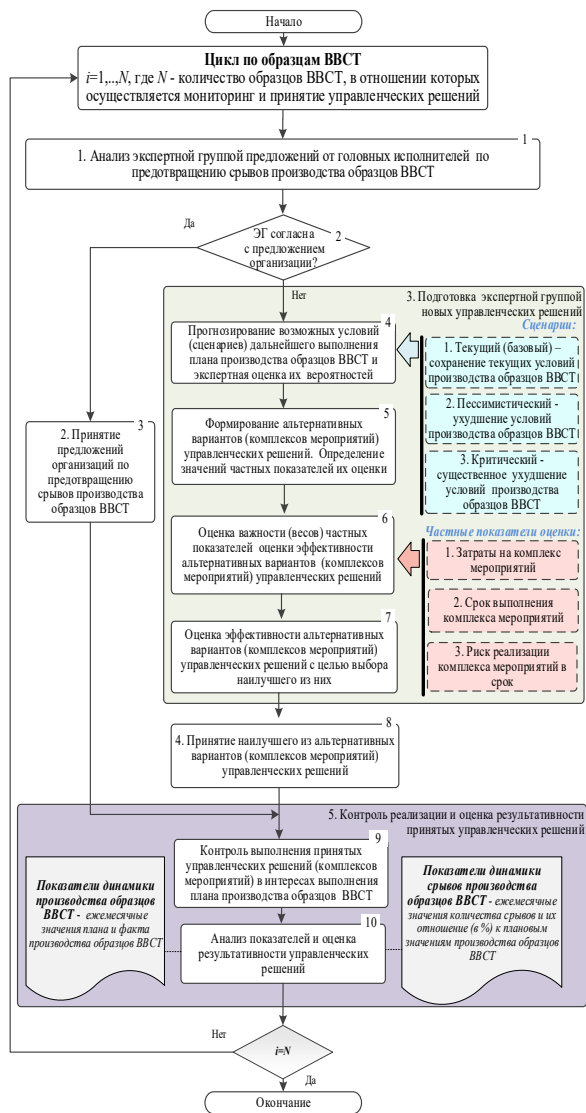 Начало
Цикл по образцам ВВСТ
i=1,..,N, где N - количество образцов ВВСТ, в отношении которых
осуществляется мониторинг и принятие управленческих решений
1
1. Анализ экспертной группой предложений от головных исполнителей по
предотвращению срывов производства образцов ВВСТ
Да
ЭГ согласна
с предложением
организации?
2
Нет
3. Подготовка экспертной группой
новых управленческих решений
4
Прогнозирование возможных условий
(сценариев) дальнейшего выполнения
плана производства образцов ВВСТ и
экспертная оценка их вероятностей
Сценарии:
1. Текущий (базовый) –
сохранение текущих условий
производства образцов ВВСТ
2. Пессимистический -
ухудшение условий
производства образцов ВВСТ
3. Критический -
существенное ухудшение
условий производства
образцов ВВСТ
5
Формирование альтернативных
вариантов (комплексов мероприятий)
управленческих решений. Определение
значений частных показателей их оценки
3
2. Принятие
предложений
организаций по
предотвращению
срывов производства
образцов ВВСТ
6
Оценка важности (весов) частных
показателей оценки эффективности
альтернативных вариантов (комплексов
мероприятий) управленческих решений
Частные показатели оценки:
1. Затраты на комплекс
мероприятий
2. Срок выполнения
комплекса мероприятий
3. Риск реализации
комплекса мероприятий в
срок
7
Оценка эффективности альтернативных
вариантов (комплексов мероприятий)
управленческих решений с целью выбора
наилучшего из них
8
4. Принятие наилучшего из альтернативных
вариантов (комплексов мероприятий)
управленческих решений
5. Контроль реализации и оценка результативности
принятых управленческих решений
9
Контроль выполнения принятых
управленческих решений (комплексов
мероприятий) в интересах выполнения
плана производства образцов ВВСТ
Показатели динамики
производства образцов
ВВСТ - ежемесячные
значения плана и факта
производства образцов ВВСТ
Показатели динамики
срывов производства
образцов ВВСТ - ежемесячные
значения количества срывов и их
отношение (в %) к плановым
значениям производства образцов
ВВСТ
10
Анализ показателей и оценка
результативности управленческих
решений
Нет
i=N
Да
Окончание